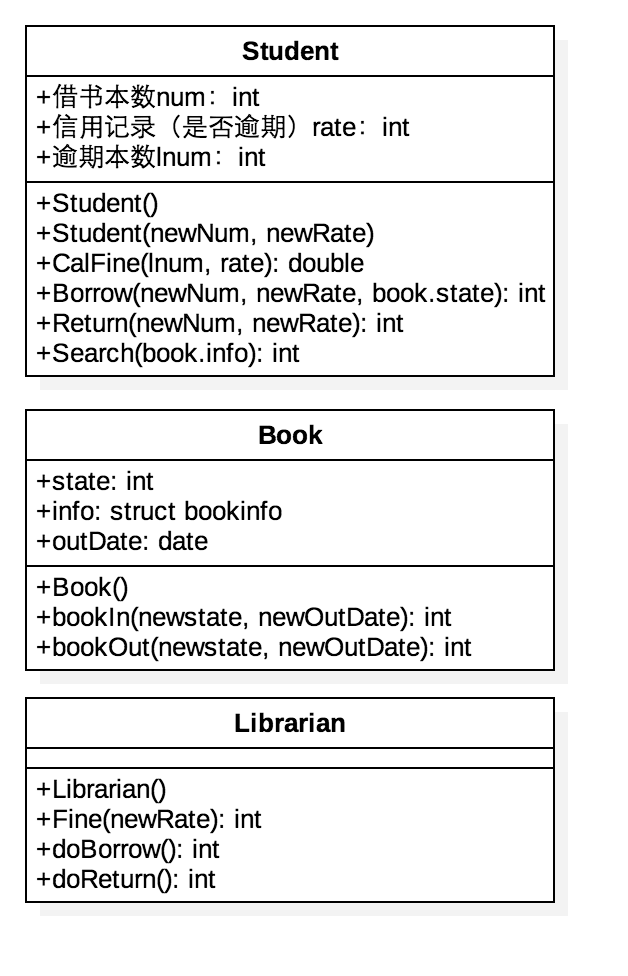 Student
+借书本数num：int
+信用记录（是否逾期）rate：int
+逾期本数lnum：int
+Student()
+Student(newNum, newRate)
+CalFine(lnum, rate): double
+Borrow(newNum, newRate, book.state): int
+Return(newNum, newRate): int
+Search(book.info): int
Book
+state: int
+info: struct bookinfo
+outDate: date
+Book()
+bookIn(newstate, newOutDate): int
+bookOut(newstate, newOutDate): int
Librarian
+Librarian()
+Fine(newRate): int
+doBorrow(): int
+doReturn(): int